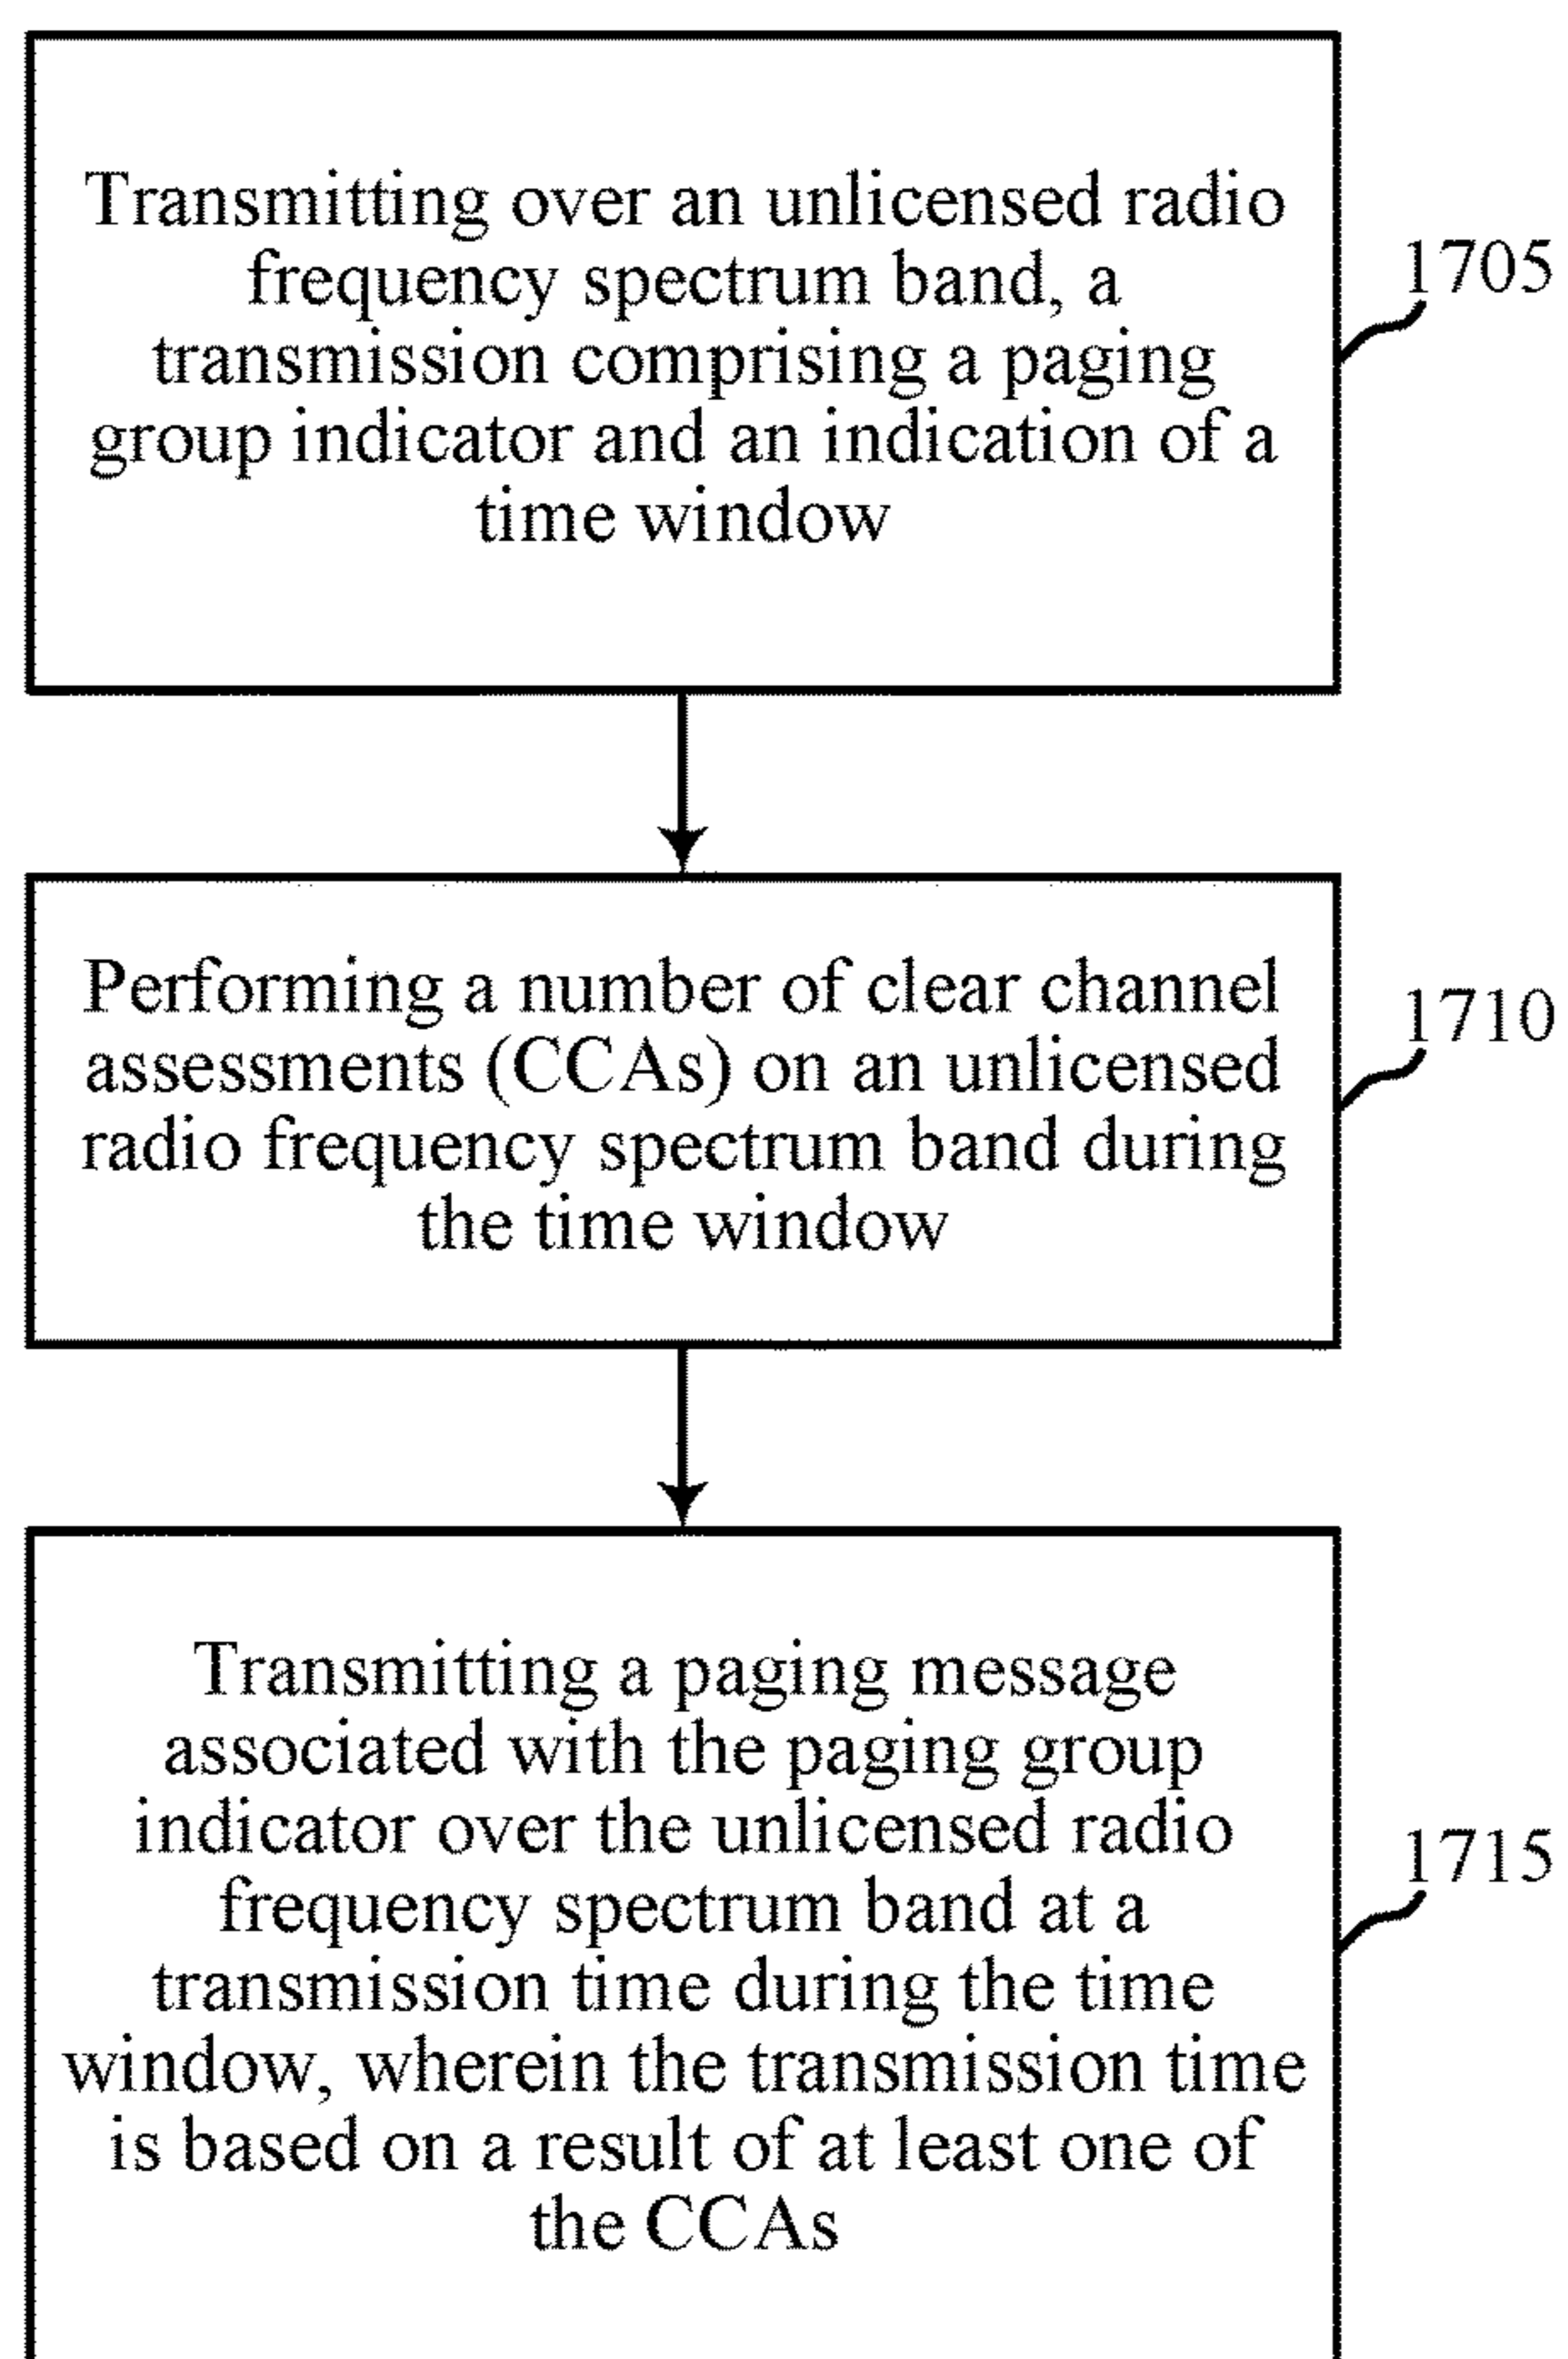 Transmitting over an unlicensed radio
frequency spectrum band, a
transmission comprising a paging
group indicator and an indication of a
time window
1705
Performing a number of clear channel
assessments (CCAs) on an unlicensed
radio frequency spectrum band during
the time window
1710
Transmitting a paging message
associated with the paging group
indicator over the unlicensed radio
frequency spectrum band at a
transmission time during the time
window, wherein the transmission time
is based on a result of at least one of
the CCAs
1715